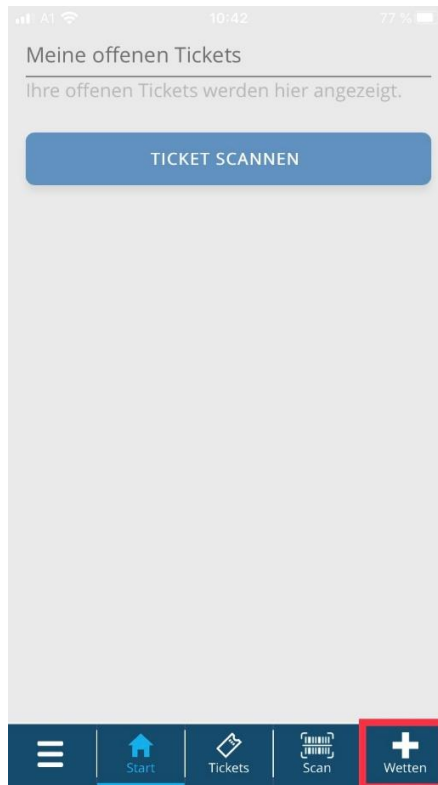 A1 10:42 77 %
Meine offenen Tickets
Ihre offenen Tickets werden hier angezeigt.
TICKET SCANNEN
Start Tickets Scan Wetten